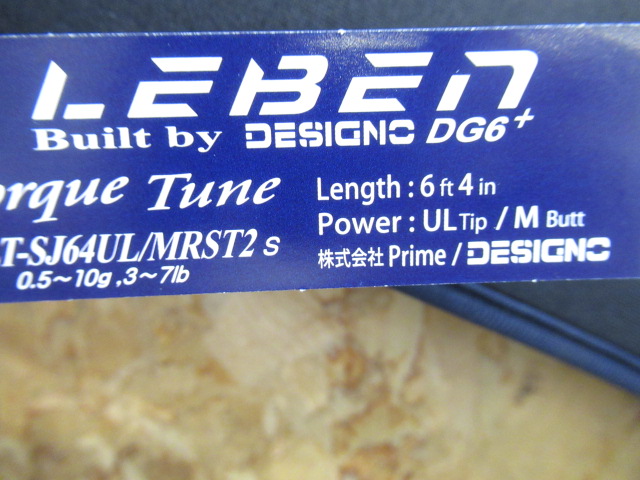 LEBEN
Built by DESIGNO DG6+
orque Tune
T-SJ64UL/MRST2 S
0.5~10g ,3~7lb
Length : 6 ft 4 in
Power : UL Tip / M Butt
株式会社 Prime / DESIGNO